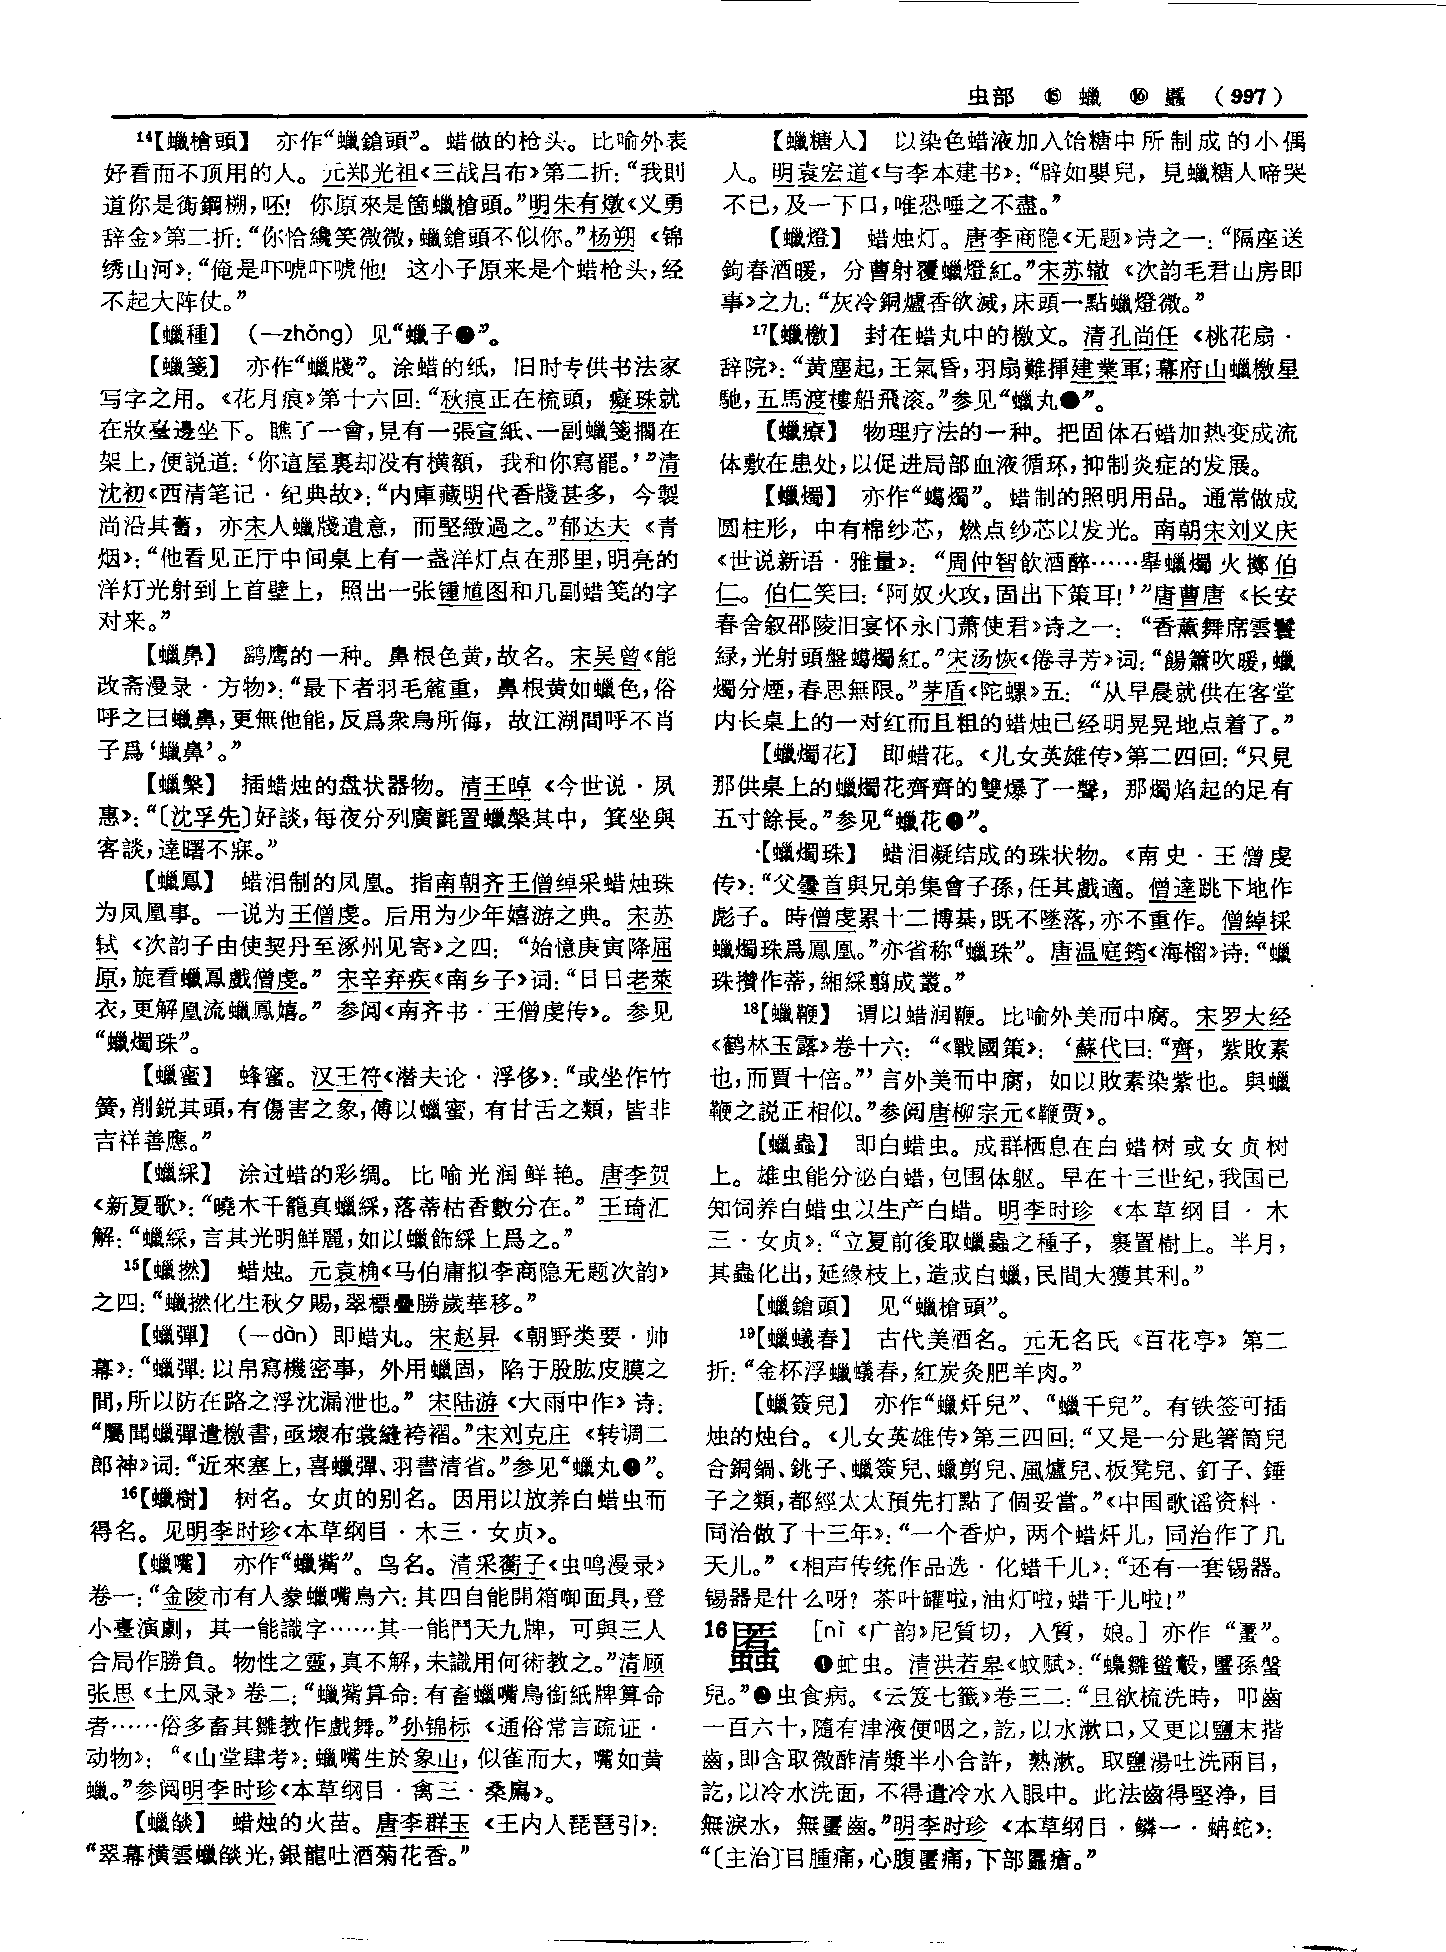 虫部 ⑮ 蠟 ⑯ 䘌 （997）
14【蠟槍頭】 亦作“蠟鎗頭”。蜡做的枪头。比喻外表
好看而不顶用的人。元郑光祖《三战吕布》第二折：“我則
道你是衠鋼槊，呸！你原來是箇蠟槍頭。”明朱有燉《义勇
辞金》第二折：“你恰纔笑微微，蠟鎗頭不似你。”杨朔《锦
绣山河》：“俺是吓唬吓唬他！这小子原来是个蜡枪头，经
不起大阵仗。”
【蠟種】 （—zhǒng）见“蠟子❶”。
【蠟箋】 亦作“蠟牋”。涂蜡的纸，旧时专供书法家
写字之用。《花月痕》第十六回：“秋痕正在梳頭，癡珠就
在妝臺邊坐下。瞧了一會，見有一張宣紙、一副蠟箋擱在
架上，便説道：‘你這屋裏却没有横額，我和你寫罷。’”清
沈初《西清笔记·纪典故》：“内庫藏明代香牋甚多，今製
尚沿其舊，亦宋人蠟牋遺意，而堅緻過之。”郁达夫《青
烟》：“他看见正厅中间桌上有一盏洋灯点在那里，明亮的
洋灯光射到上首壁上，照出一张锺馗图和几副蜡笺的字
对来。”
【蠟鼻】 鹞鹰的一种。鼻根色黄，故名。宋吴曾《能
改斋漫录·方物》：“最下者羽毛麄重，鼻根黄如蠟色，俗
呼之曰蠟鼻，更無他能，反爲衆鳥所侮，故江湖間呼不肖
子爲‘蠟鼻’。”
【蠟槃】 插蜡烛的盘状器物。清王晫《今世说·夙
惠》：“〔沈孚先〕好談，每夜分列廣氈置蠟槃其中，箕坐與
客談，達曙不寐。”
【蠟鳳】 蜡泪制的凤凰。指南朝齐王僧绰采蜡烛珠
为凤凰事。一说为王僧虔。后用为少年嬉游之典。宋苏
轼《次韵子由使契丹至涿州见寄》之四：“始憶庚寅降屈
原，旋看蠟鳳戲僧虔。”宋辛弃疾《南乡子》词：“日日老萊
衣，更解風流蠟鳳嬉。”参阅《南齐书·王僧虔传》。参见
“蠟燭珠”。
【蠟蜜】 蜂蜜。汉王符《潜夫论·浮侈》：“或坐作竹
簧，削鋭其頭，有傷害之象，傅以蠟蜜，有甘舌之類，皆非
吉祥善應。”
【蠟綵】 涂过蜡的彩绸。比喻光润鲜艳。唐李贺
《新夏歌》：“曉木千籠真蠟綵，落蒂枯香數分在。”王琦汇
解：“蠟綵，言其光明鮮麗，如以蠟飾綵上爲之。”
15【蠟撚】 蜡烛。元袁桷《马伯庸拟李商隐无题次韵》
之四：“蠟撚化生秋夕賜，翠標疊勝歲華移。”
【蠟彈】 （—dàn）即蜡丸。宋赵昇《朝野类要·帅
幕》：“蠟彈：以帛寫機密事，外用蠟固，陷于股肱皮膜之
間，所以防在路之浮沈漏泄也。”宋陆游《大雨中作》诗：
“屬聞蠟彈遣檄書，亟壞布裳縫袴褶。”宋刘克庄《转调二
郎神》词：“近來塞上，喜蠟彈、羽書清省。”参见“蠟丸❶”。
16【蠟樹】 树名。女贞的别名。因用以放养白蜡虫而
得名。见明李时珍《本草纲目·木三·女贞》。
【蠟嘴】 亦作“蠟觜”。鸟名。清采蘅子《虫鸣漫录》
卷一：“金陵市有人豢蠟嘴鳥六：其四自能開箱啣面具，登
小臺演劇，其一能識字……其一能鬥天九牌，可與三人
合局作勝負。物性之靈，真不解，未識用何術教之。”清顾
张思《土风录》卷二：“蠟觜算命：有畜蠟嘴鳥銜紙牌算命
者……俗多畜其雛教作戲舞。”孙锦标《通俗常言疏证·
动物》：“《山堂肆考》：蠟嘴生於象山，似雀而大，嘴如黄
蠟。”参阅明李时珍《本草纲目·禽三·桑鳸》。
【蠟燄】 蜡烛的火苗。唐李群玉《王内人琵琶引》：
“翠幕横雲蠟燄光，銀龍吐酒菊花香。”
【蠟糖人】 以染色蜡液加入饴糖中所制成的小偶
人。明袁宏道《与李本建书》：“辟如嬰兒，見蠟糖人啼哭
不已，及一下口，唯恐唾之不盡。”
【蠟燈】 蜡烛灯。唐李商隐《无题》诗之一：“隔座送
鉤春酒暖，分曹射覆蠟燈紅。”宋苏辙《次韵毛君山房即
事》之九：“灰冷銅爐香欲滅，床頭一點蠟燈微。”
17【蠟檄】 封在蜡丸中的檄文。清孔尚任《桃花扇·
辞院》：“黄塵起，王氣昏，羽扇難揮建業軍；幕府山蠟檄星
馳，五馬渡樓船飛滚。”参见“蠟丸❶”。
【蠟療】 物理疗法的一种。把固体石蜡加热变成流
体敷在患处，以促进局部血液循环，抑制炎症的发展。
【蠟燭】 亦作“蠟燭”。蜡制的照明用品。通常做成
圆柱形，中有棉纱芯，燃点纱芯以发光。南朝宋刘义庆
《世说新语·雅量》：“周仲智飲酒醉……舉蠟燭火擲伯
仁。伯仁笑曰：‘阿奴火攻，固出下策耳！’”唐曹唐《长安
春舍叙邵陵旧宴怀永门萧使君》诗之一：“香薰舞席雲鬟
緑，光射頭盤蠟燭紅。”宋汤恢《倦寻芳》词：“餳簫吹暖，蠟
燭分煙，春思無限。”茅盾《陀螺》五：“从早晨就供在客堂
内长桌上的一对红而且粗的蜡烛已经明晃晃地点着了。”
【蠟燭花】 即蜡花。《儿女英雄传》第二四回：“只見
那供桌上的蠟燭花齊齊的雙爆了一聲，那燭焰起的足有
五寸餘長。”参见“蠟花❶”。
【蠟燭珠】 蜡泪凝结成的珠状物。《南史·王僧虔
传》：“父曇首與兄弟集會子孫，任其戲適。僧達跳下地作
彪子。時僧虔累十二博棊，既不墜落，亦不重作。僧綽採
蠟燭珠爲鳳凰。”亦省称“蠟珠”。唐温庭筠《海榴》诗：“蠟
珠攢作蒂，緗綵翦成叢。”
18【蠟鞭】 谓以蜡润鞭。比喻外美而中腐。宋罗大经
《鹤林玉露》卷十六：“《戰國策》：‘蘇代曰：“齊，紫敗素
也，而賈十倍。”’言外美而中腐，如以敗素染紫也。與蠟
鞭之説正相似。”参阅唐柳宗元《鞭贾》。
【蠟蟲】 即白蜡虫。成群栖息在白蜡树或女贞树
上。雄虫能分泌白蜡，包围体躯。早在十三世纪，我国已
知饲养白蜡虫以生产白蜡。明李时珍《本草纲目·木
三·女贞》：“立夏前後取蠟蟲之種子，裹置樹上。半月，
其蟲化出，延緣枝上，造成白蠟，民間大獲其利。”
【蠟鎗頭】 见“蠟槍頭”。
19【蠟蟻春】 古代美酒名。元无名氏《百花亭》第二
折：“金杯浮蠟蟻春，紅炭灸肥羊肉。”
【蠟簽兒】 亦作“蠟扦兒”、“蠟千兒”。有铁签可插
烛的烛台。《儿女英雄传》第三四回：“又是一分匙箸筒兒
合銅鍋、銚子、蠟簽兒、蠟剪兒、風爐兒、板凳兒、釘子、錘
子之類，都經太太預先打點了個妥當。”《中国歌谣资料·
同治做了十三年》：“一个香炉，两个蜡扦儿，同治作了几
天儿。”《相声传统作品选·化蜡千儿》：“还有一套锡器。
锡器是什么呀？茶叶罐啦，油灯啦，蜡千儿啦！”
16䘌 [nì《广韵》尼質切，入質，娘。] 亦作“䘌”。
❶虻虫。清洪若皋《蚊赋》：“蟂雛蚤鷇，䘌孫蟹
兒。”❷虫食病。《云笈七籤》卷三二：“旦欲梳洗時，叩齒
一百六十，隨有津液便咽之，訖，以水漱口，又更以鹽末揩
齒，即含取微酢清漿半小合許，熟漱。取鹽湯吐洗兩目，
訖，以冷水洗面，不得遣冷水入眼中。此法齒得堅净，目
無淚水，無䘌齒。”明李时珍《本草纲目·鳞一·蚺蛇》：
“〔主治〕目腫痛，心腹䘌痛，下部䘌瘡。”